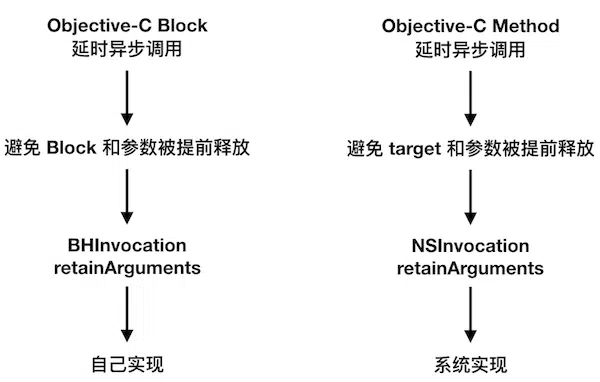 Objective-C Block
延时异步调用
避免 Block 和参数被提前释放
BHInvocation
retainArguments
自己实现
Objective-C Method
延时异步调用
避免 target 和参数被提前释放
NSInvocation
retainArguments
系统实现